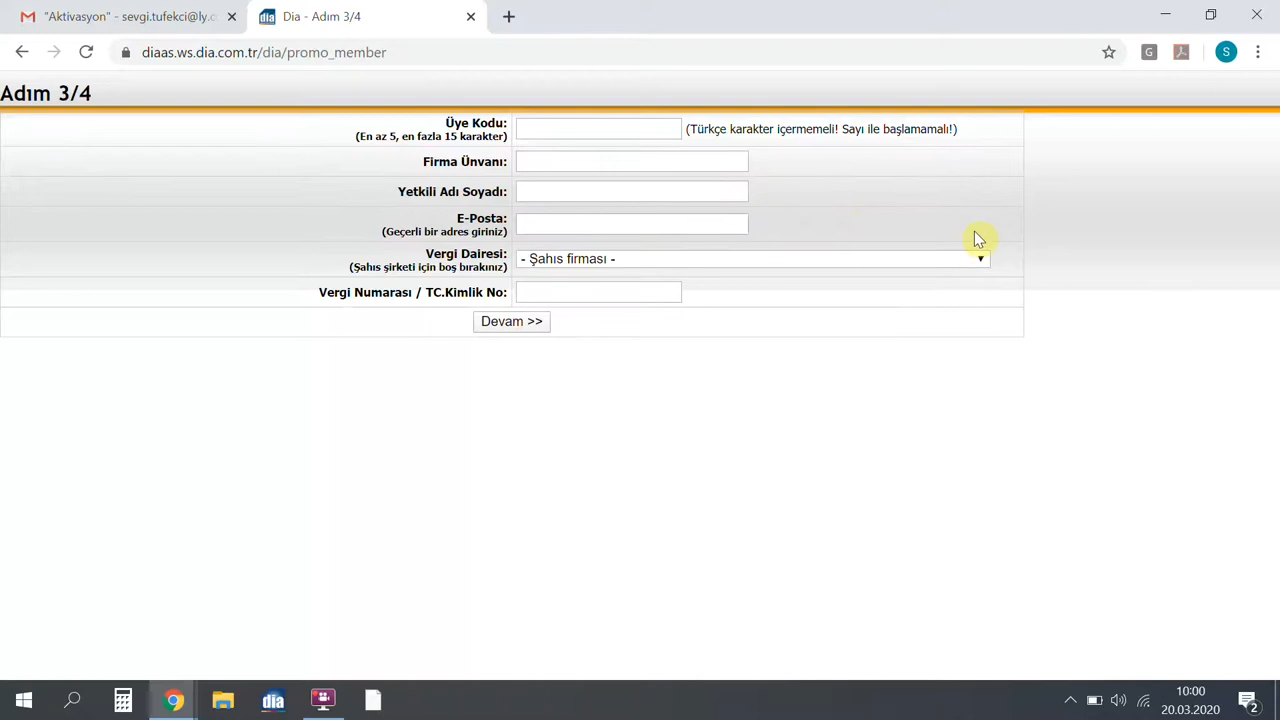 "Aktivasyon" - sevgi.tufekci@ly.c
Dia - Adım 3/4
diaas.ws.dia.com.tr/dia/promo_member
G
S
Adım 3/4
Üye Kodu:
(En az 5, en fazla 15 karakter)
(Türkçe karakter içermemeli! Sayı ile başlamamalı!)
Firma Ünvanı:
Yetkili Adı Soyadı:
E-Posta:
(Geçerli bir adres giriniz)
Vergi Dairesi:
(Şahıs şirketi için boş bırakınız)
- Şahıs firması -
Vergi Numarası / TC.Kimlik No:
Devam >>
dia
10:00
20.03.2020
2